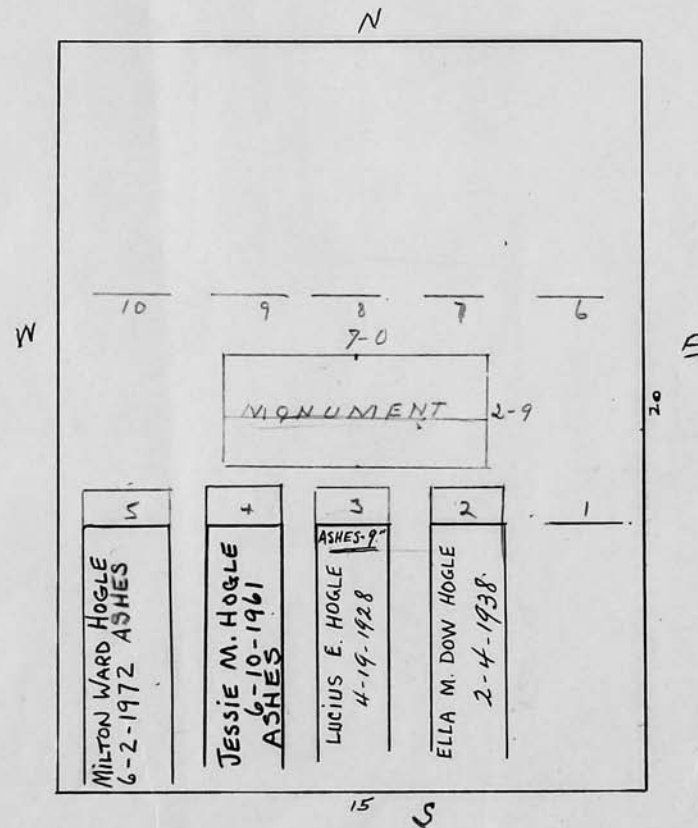 N
10
9
8
7
6
7-0
W
E
MONUMENT
2-9
20
5
4
3
2
1
MILTON WARD HOGLE
6-2-1972 ASHES
JESSIE M. HOGLE
6-10-1961
ASHES
ASHES-9"
LUCIUS E. HOGLE
4-19-1928
ELLA M. DOW HOGLE
2-4-1938
15
S